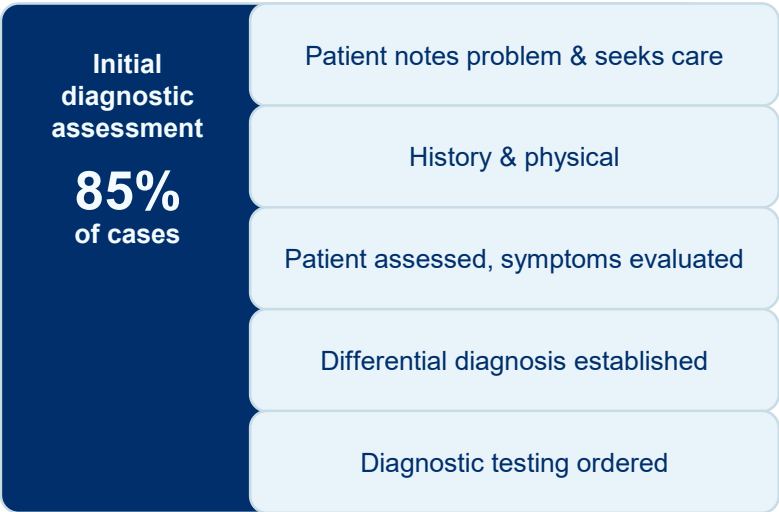 Initial
diagnostic
assessment
85%
of cases
Patient notes problem & seeks care
History & physical
Patient assessed, symptoms evaluated
Differential diagnosis established
Diagnostic testing ordered